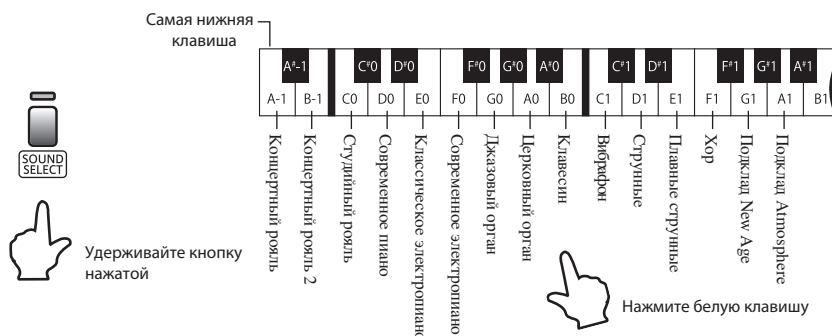 Самая нижняя
клавиша
A#-1 C#0 D#0 F#0 G#0 A#0 C#1 D#1 F#1 G#1 A#1
A-1 B-1 C0 D0 E0 F0 G0 A0 B0 C1 D1 E1 F1 G1 A1 B1
SOUND
SELECT
Концертный рояль
Концертный рояль 2
Студийный рояль
Современное пиано
Классическое электропиано
Современное электропиано
Джазовый орган
Церковный орган
Клавесин
Вибрафон
Струнные
Плавные струнные
Хор
Подклад New Age
Подклад Atmosphere
Удерживайте кнопку
нажатой
Нажмите белую клавишу